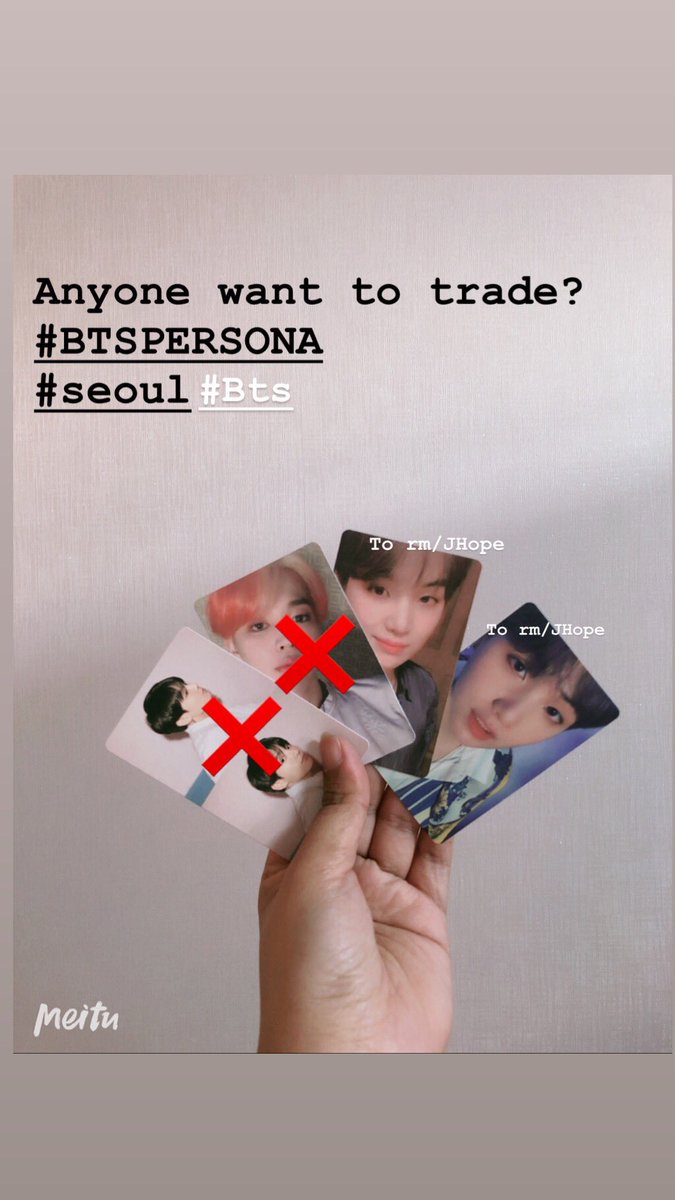 Anyone want to trade?
#BTSPERSONA
#seoul #Bts
To rm/JHope
To rm/JHope
Meitu